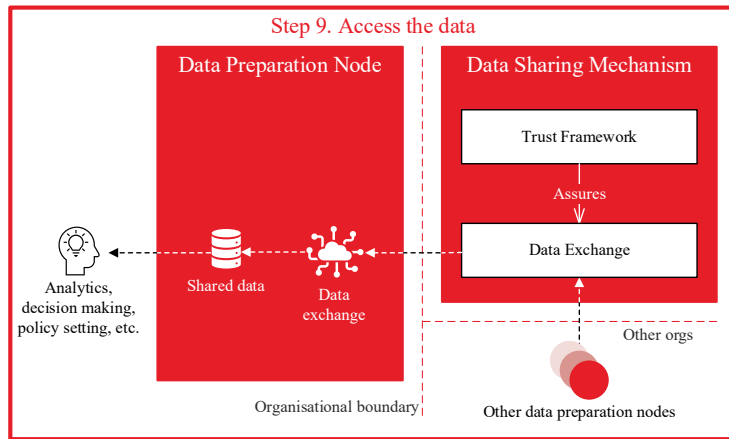 Step 9. Access the data
Data Preparation Node
Data Sharing Mechanism
Trust Framework
Assures
Data Exchange
Shared data
Data
exchange
Analytics,
decision making,
policy setting, etc.
Other orgs
Organisational boundary
Other data preparation nodes